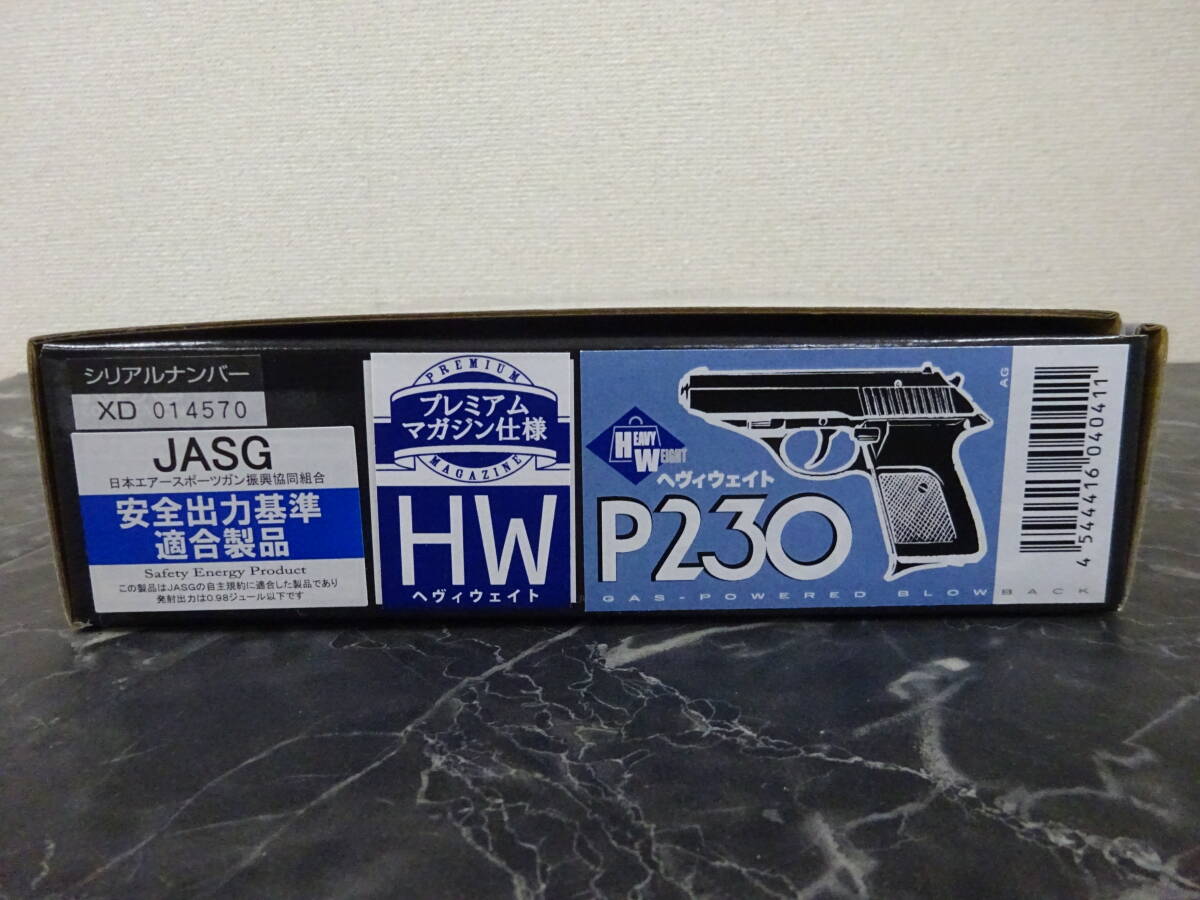 シリアルナンバー
XD 014570
JASG
日本エアースポーツガン振興協同組合
安全出力基準
適合製品
Safety Energy Product
この製品はJASGの自主規約に適合した製品であり
発射出力は0.98ジュール以下です
PREMIUM
プレミアム
マガジン仕様
MAGAZINE
HW
ヘヴィウェイト
HEAVY
WEIGHT
ヘヴィウェイト
P230
GAS-POWERED BLOWBACK
AG
4544416040411